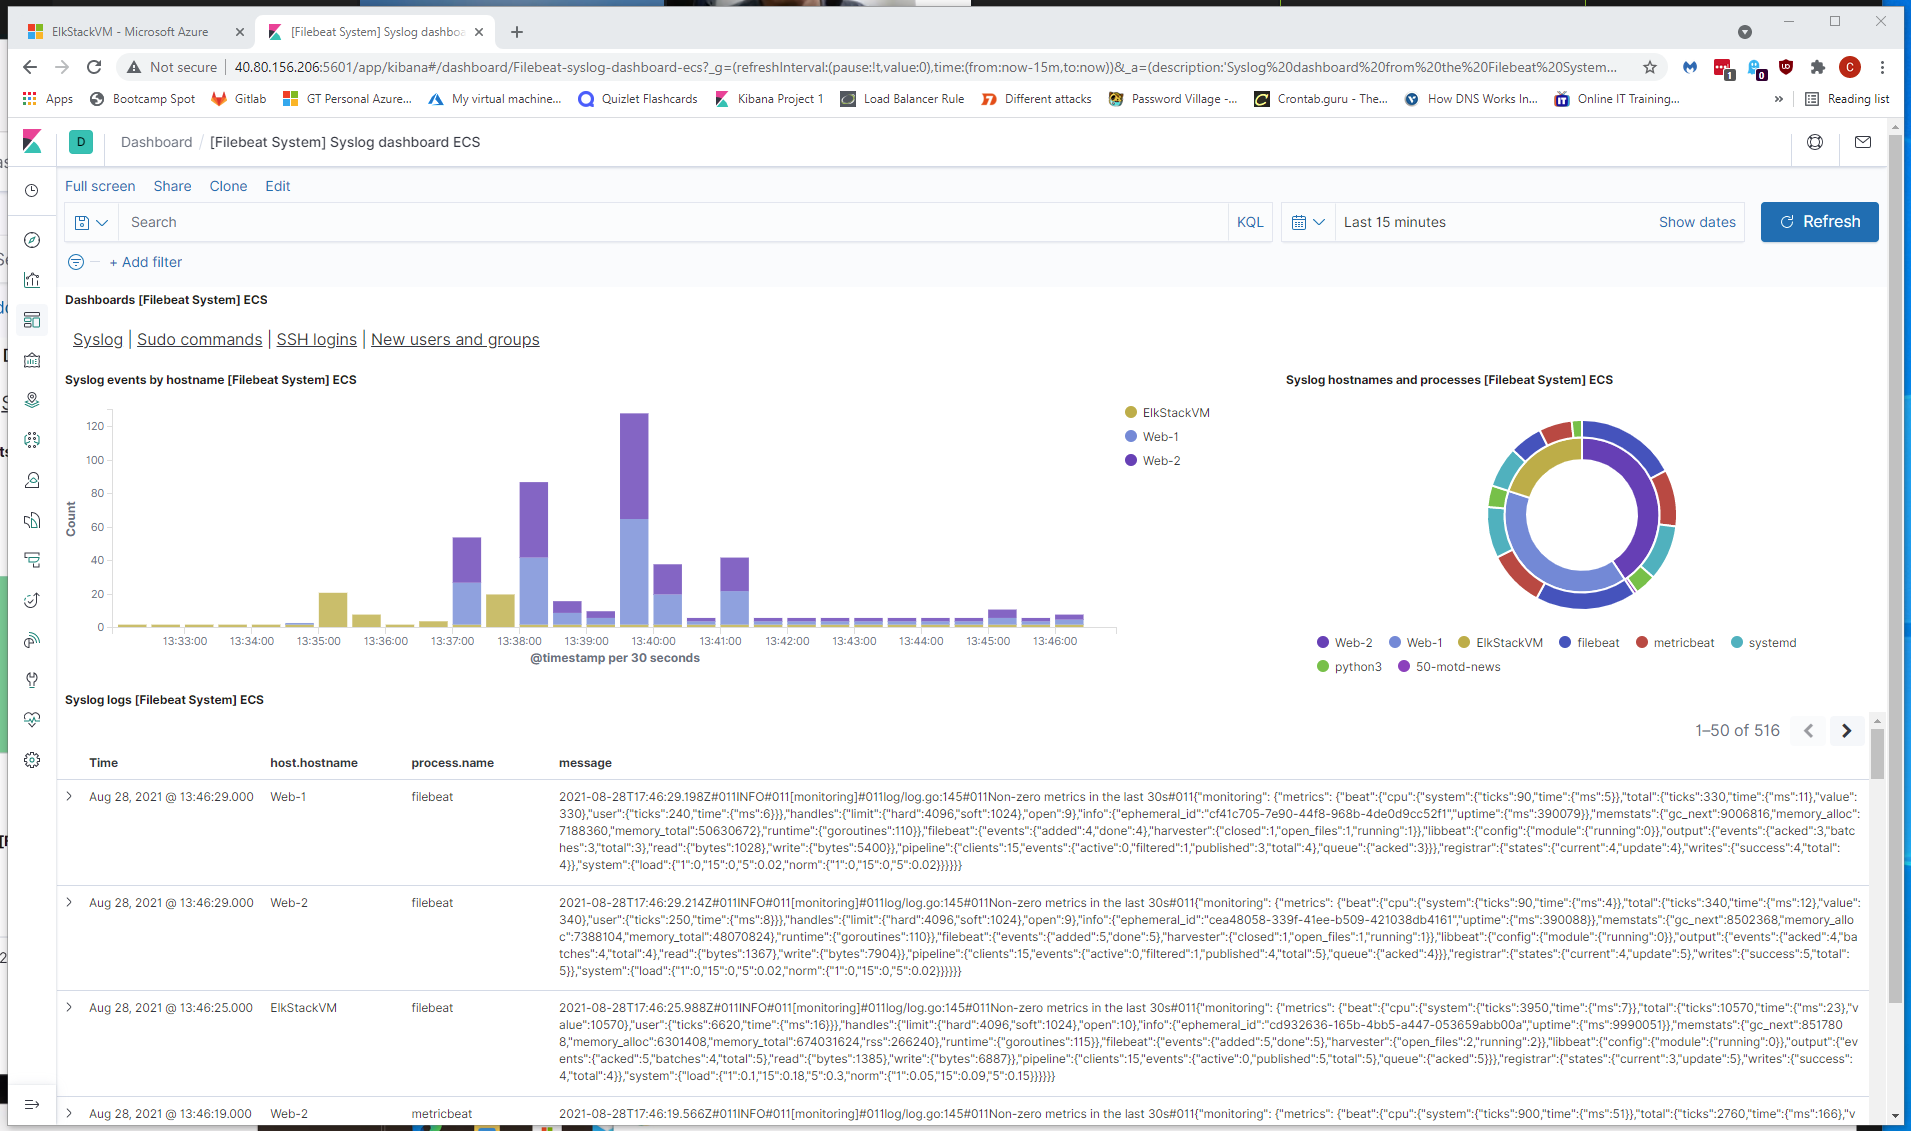 ElkStackVM - Microsoft Azure
[Filebeat System] Syslog dashbo
Not secure
40.80.156.206:5601/app/kibana#/dashboard/Filebeat-syslog-dashboard-ecs?_g=(refreshInterval:(pause:!t,value:0),time:(from:now-15m,to:now))&_a=(description:'Syslog%20dashboard%20from%20the%20Filebeat%20System...
1
0
C
Apps
Bootcamp Spot
Gitlab
GT Personal Azure...
My virtual machine...
Quizlet Flashcards
Kibana Project 1
Load Balancer Rule
Different attacks
Password Village -...
Crontab.guru - The...
How DNS Works In...
Online IT Training...
»
Reading list
D
Dashboard / [Filebeat System] Syslog dashboard ECS
Full screen Share Clone Edit
Search
KQL
Last 15 minutes
Show dates
Refresh
+ Add filter
Dashboards [Filebeat System] ECS
Syslog | Sudo commands | SSH logins | New users and groups
Syslog events by hostname [Filebeat System] ECS
120
100
80
60
40
20
0
Count
13:33:00 13:34:00 13:35:00 13:36:00 13:37:00 13:38:00 13:39:00 13:40:00 13:41:00 13:42:00 13:43:00 13:44:00 13:45:00 13:46:00
@timestamp per 30 seconds
ElkStackVM
Web-1
Web-2
Syslog hostnames and processes [Filebeat System] ECS
Web-2 Web-1 ElkStackVM filebeat metricbeat systemd
python3 50-motd-news
Syslog logs [Filebeat System] ECS
1–50 of 516
Time host.hostname process.name message
Aug 28, 2021 @ 13:46:29.000 Web-1 filebeat
2021-08-28T17:46:29.198Z#011INFO#011[monitoring]#011log/log.go:145#011Non-zero metrics in the last 30s#011{"monitoring": {"metrics": {"beat":{"cpu":{"system":{"ticks":90,"time":{"ms":5}},"total":{"ticks":330,"time":{"ms":11},"value":
330},"user":{"ticks":240,"time":{"ms":6}}},"handles":{"limit":{"hard":4096,"soft":1024},"open":9},"info":{"ephemeral_id":"cf41c705-7e90-44f8-968b-4de0d9cc52f1","uptime":{"ms":390079}},"memstats":{"gc_next":9006816,"memory_alloc":
7188360,"memory_total":50630672},"runtime":{"goroutines":110}},"filebeat":{"events":{"added":4,"done":4},"harvester":{"closed":1,"open_files":1,"running":1}},"libbeat":{"config":{"module":{"running":0}},"output":{"events":{"acked":3,"batc
hes":3,"total":3},"read":{"bytes":1028},"write":{"bytes":5400}},"pipeline":{"clients":15,"events":{"active":0,"filtered":1,"published":3,"total":4},"queue":{"acked":3}}},"registrar":{"states":{"current":4,"update":4},"writes":{"success":4,"total":
4}},"system":{"load":{"1":0,"15":0,"5":0.02,"norm":{"1":0,"15":0,"5":0.02}}}}}}
Aug 28, 2021 @ 13:46:29.000 Web-2 filebeat
2021-08-28T17:46:29.214Z#011INFO#011[monitoring]#011log/log.go:145#011Non-zero metrics in the last 30s#011{"monitoring": {"metrics": {"beat":{"cpu":{"system":{"ticks":90,"time":{"ms":4}},"total":{"ticks":340,"time":{"ms":12},"value":
340},"user":{"ticks":250,"time":{"ms":8}}},"handles":{"limit":{"hard":4096,"soft":1024},"open":9},"info":{"ephemeral_id":"cea48058-339f-41ee-b509-421038db4161","uptime":{"ms":390088}},"memstats":{"gc_next":8502368,"memory_allo
c":7388104,"memory_total":48070824},"runtime":{"goroutines":110}},"filebeat":{"events":{"added":5,"done":5},"harvester":{"closed":1,"open_files":1,"running":1}},"libbeat":{"config":{"module":{"running":0}},"output":{"events":{"acked":4,"ba
tches":4,"total":4},"read":{"bytes":1367},"write":{"bytes":7904}},"pipeline":{"clients":15,"events":{"active":0,"filtered":1,"published":4,"total":5},"queue":{"acked":4}}},"registrar":{"states":{"current":4,"update":5},"writes":{"success":5,"total":
5}},"system":{"load":{"1":0,"15":0,"5":0.02,"norm":{"1":0,"15":0,"5":0.02}}}}}}
Aug 28, 2021 @ 13:46:25.000 ElkStackVM filebeat
2021-08-28T17:46:25.988Z#011INFO#011[monitoring]#011log/log.go:145#011Non-zero metrics in the last 30s#011{"monitoring": {"metrics": {"beat":{"cpu":{"system":{"ticks":3950,"time":{"ms":7}},"total":{"ticks":10570,"time":{"ms":23},"v
alue":10570},"user":{"ticks":6620,"time":{"ms":16}}},"handles":{"limit":{"hard":4096,"soft":1024},"open":10},"info":{"ephemeral_id":"cd932636-165b-4bb5-a447-053659abb00a","uptime":{"ms":9990051}},"memstats":{"gc_next":851780
8,"memory_alloc":6301408,"memory_total":674031624,"rss":266240},"runtime":{"goroutines":115}},"filebeat":{"events":{"added":5,"done":5},"harvester":{"open_files":2,"running":2}},"libbeat":{"config":{"module":{"running":0}},"output":{"ev
ents":{"acked":5,"batches":4,"total":5},"read":{"bytes":1385},"write":{"bytes":6887}},"pipeline":{"clients":15,"events":{"active":0,"published":5,"total":5},"queue":{"acked":5}}},"registrar":{"states":{"current":3,"update":5},"writes":{"success":
4,"total":4}},"system":{"load":{"1":0.1,"15":0.18,"5":0.3,"norm":{"1":0.05,"15":0.09,"5":0.15}}}}}}
Aug 28, 2021 @ 13:46:19.000 Web-2 metricbeat
2021-08-28T17:46:19.566Z#011INFO#011[monitoring]#011log/log.go:145#011Non-zero metrics in the last 30s#011{"monitoring": {"metrics": {"beat":{"cpu":{"system":{"ticks":900,"time":{"ms":51}},"total":{"ticks":2760,"time":{"ms":166},"v